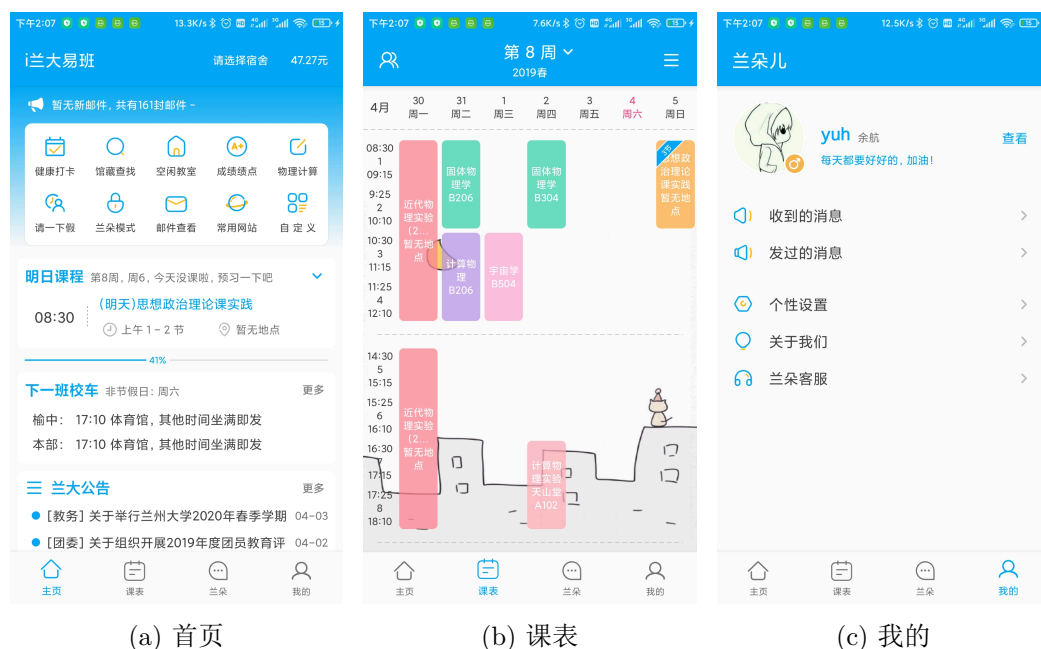 下午2:07 13.3K/s 15
i兰大易班 请选择宿舍 47.27元
暂无新邮件，共有161封邮件 -
健康打卡 馆藏查找 空闲教室 成绩绩点 物理计算
请一下假 兰朵模式 邮件查看 常用网站 自定义
明日课程 第8周，周6，今天没课啦，预习一下吧
08:30 (明天)思想政治理论课实践
上午1-2节 暂无地点
41%
下一班校车 非节假日: 周六 更多
榆中: 17:10 体育馆，其他时间坐满即发
本部: 17:10 体育馆，其他时间坐满即发
兰大公告 更多
[教务] 关于举行兰州大学2020年春季学期 04-03
[团委] 关于组织开展2019年度团员教育评 04-02
主页 课表 兰朵 我的
(a) 首页
下午2:07 7.6K/s 15
第 8 周
2019春
4月 30 31 1 2 3 4 5
周一 周二 周三 周四 周五 周六 周日
08:30
1
09:15
9:25
2
10:10
10:30
3
11:15
11:25
4
12:10
14:30
5
15:15
15:25
6
16:10
16:30
7
17:15
17:25
8
18:10
近代物
理实验
(2...
暂无地
点
固体物
理学
B206
计算物
理
B206
宇宙学
B504
固体物
理学
B304
思想政
治理论
课实践
暂无地
点
近代物
理实验
(2...
暂无地
点
计算物
理实验
天山堂
A102
主页 课表 兰朵 我的
(b) 课表
下午2:07 12.5K/s 15
兰朵儿
yuh 余航 查看
每天都要好好的，加油!
收到的消息
发过的消息
个性设置
关于我们
兰朵客服
主页 课表 兰朵 我的
(c) 我的